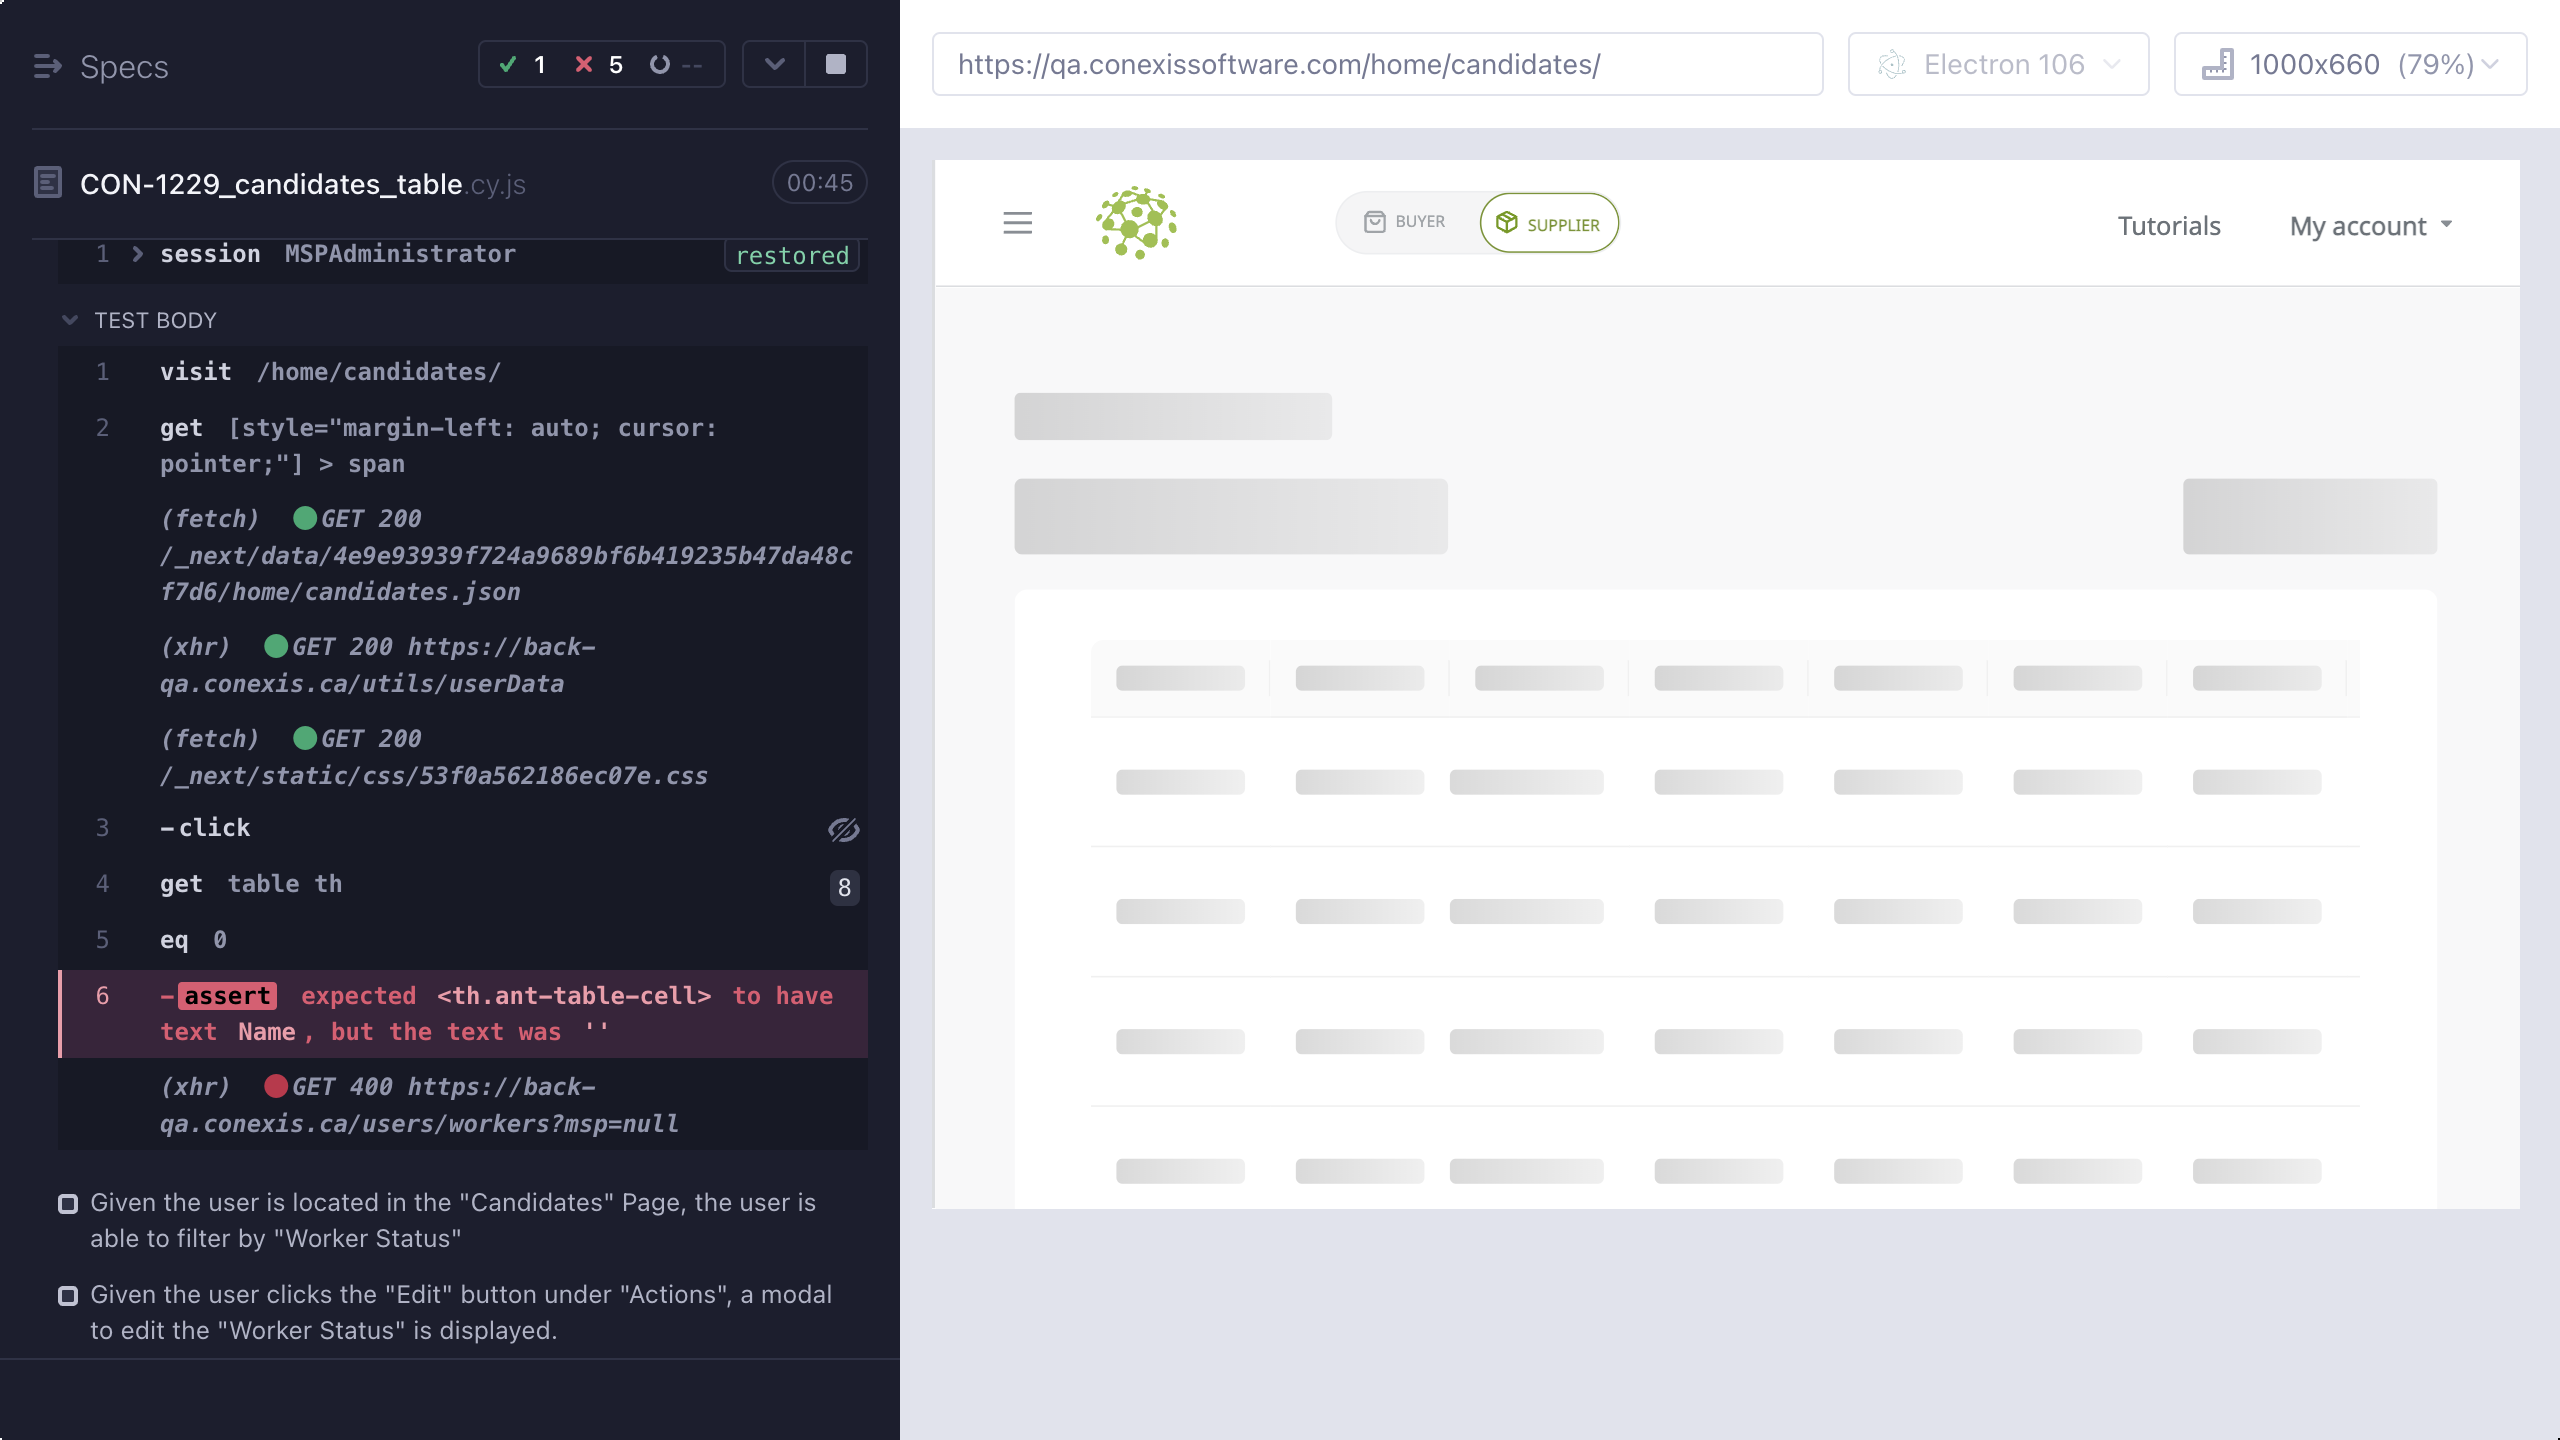 Specs
1
5
--
CON-1229_candidates_table.cy.js
00:45
1 session MSPAdministrator restored
TEST BODY
1 visit /home/candidates/
2 get [style="margin-left: auto; cursor:
pointer;"] > span
(fetch) GET 200
/_next/data/4e9e93939f724a9689bf6b419235b47da48c
f7d6/home/candidates.json
(xhr) GET 200 https://back-
qa.conexis.ca/utils/userData
(fetch) GET 200
/_next/static/css/53f0a562186ec07e.css
3 -click
4 get table th 8
5 eq 0
6 -assert expected <th.ant-table-cell> to have
text Name, but the text was ''
(xhr) GET 400 https://back-
qa.conexis.ca/users/workers?msp=null
Given the user is located in the "Candidates" Page, the user is
able to filter by "Worker Status"
Given the user clicks the "Edit" button under "Actions", a modal
to edit the "Worker Status" is displayed.
https://qa.conexissoftware.com/home/candidates/
Electron 106
1000x660 (79%)
BUYER
SUPPLIER
Tutorials
My account